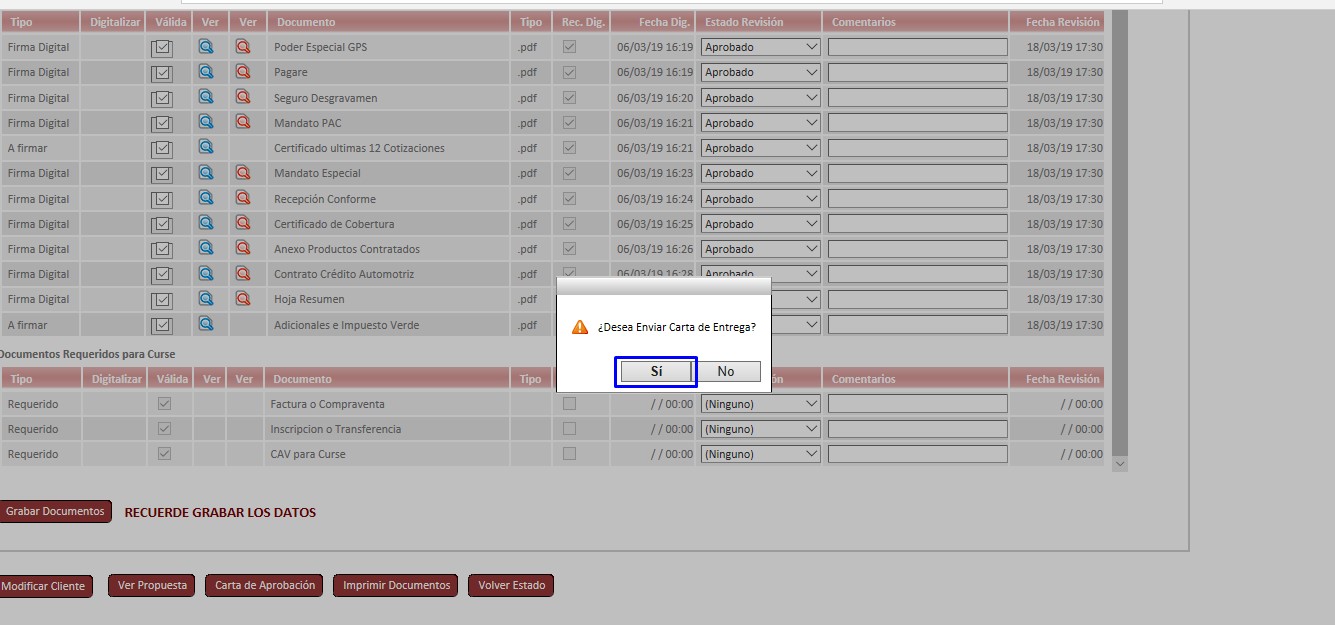 Tipo Digitalizar Válida Ver Ver Documento Tipo Rec. Dig. Fecha Dig. Estado Revisión Comentarios Fecha Revisión
Firma Digital Poder Especial GPS .pdf 06/03/19 16:19 Aprobado 18/03/19 17:30
Firma Digital Pagare .pdf 06/03/19 16:19 Aprobado 18/03/19 17:30
Firma Digital Seguro Desgravamen .pdf 06/03/19 16:20 Aprobado 18/03/19 17:30
Firma Digital Mandato PAC .pdf 06/03/19 16:21 Aprobado 18/03/19 17:30
A firmar Certificado ultimas 12 Cotizaciones .pdf 06/03/19 16:21 Aprobado 18/03/19 17:30
Firma Digital Mandato Especial .pdf 06/03/19 16:23 Aprobado 18/03/19 17:30
Firma Digital Recepción Conforme .pdf 06/03/19 16:24 Aprobado 18/03/19 17:30
Firma Digital Certificado de Cobertura .pdf 06/03/19 16:25 Aprobado 18/03/19 17:30
Firma Digital Anexo Productos Contratados .pdf 06/03/19 16:26 Aprobado 18/03/19 17:30
Firma Digital Contrato Crédito Automotriz .pdf 06/03/19 16:28 Aprobado 18/03/19 17:30
Firma Digital Hoja Resumen .pdf 18/03/19 17:30
A firmar Adicionales e Impuesto Verde .pdf 18/03/19 17:30
¿Desea Enviar Carta de Entrega?
Sí No
Documentos Requeridos para Curse
Tipo Digitalizar Válida Ver Ver Documento Tipo Comentarios Fecha Revisión
Requerido Factura o Compraventa / / 00:00 (Ninguno) / / 00:00
Requerido Inscripcion o Transferencia / / 00:00 (Ninguno) / / 00:00
Requerido CAV para Curse / / 00:00 (Ninguno) / / 00:00
Grabar Documentos RECUERDE GRABAR LOS DATOS
Modificar Cliente Ver Propuesta Carta de Aprobación Imprimir Documentos Volver Estado